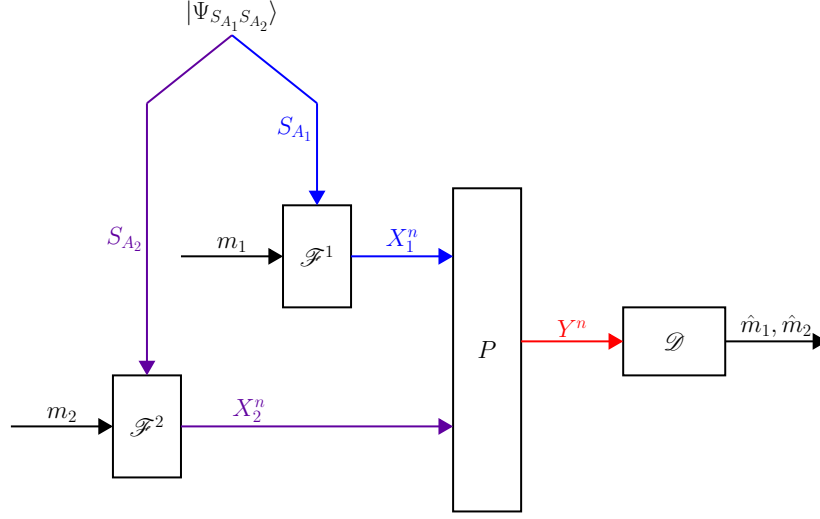 |Ψ_{S_{A_1}S_{A_2}}⟩
S_{A_1}
S_{A_2}
m_1
ℱ^1
X_1^n
P
Y^n
𝒟
m̂_1, m̂_2
m_2
ℱ^2
X_2^n